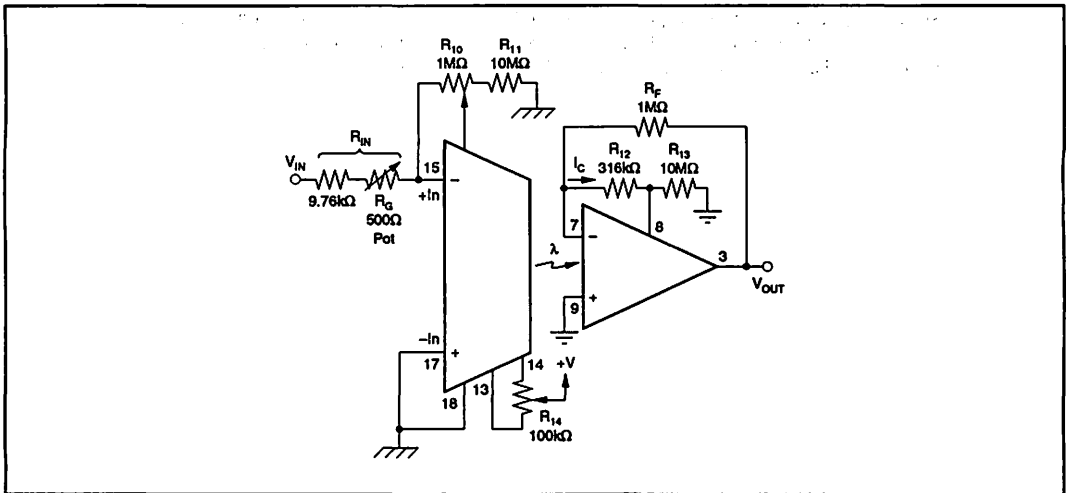 R10
1MΩ
R11
10MΩ
RF
1MΩ
RIN
VIN
15
−
+In
9.76kΩ
RG
500Ω
Pot
IC
R12
316kΩ
R13
10MΩ
7
−
8
λ
3
VOUT
9
+
−In
17
+
14
+V
18
13
R14
100kΩ